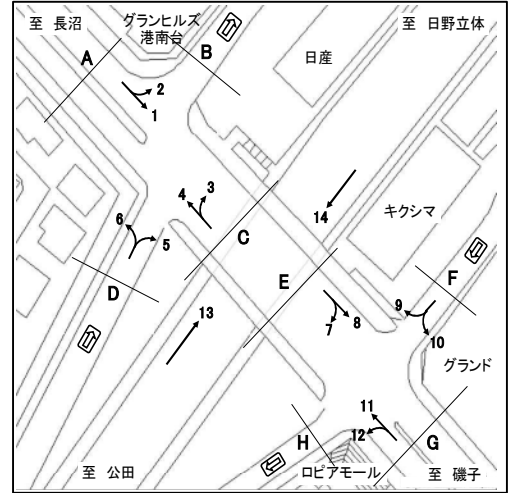 至 長沼
グランヒルズ
港南台
至 日野立体
A
B
日産
2
1
4
3
キクシマ
14
6
5
C
D
E
F
13
9
8
7
10
グランド
11
12
H
G
至 公田
ロピアモール
至 磯子